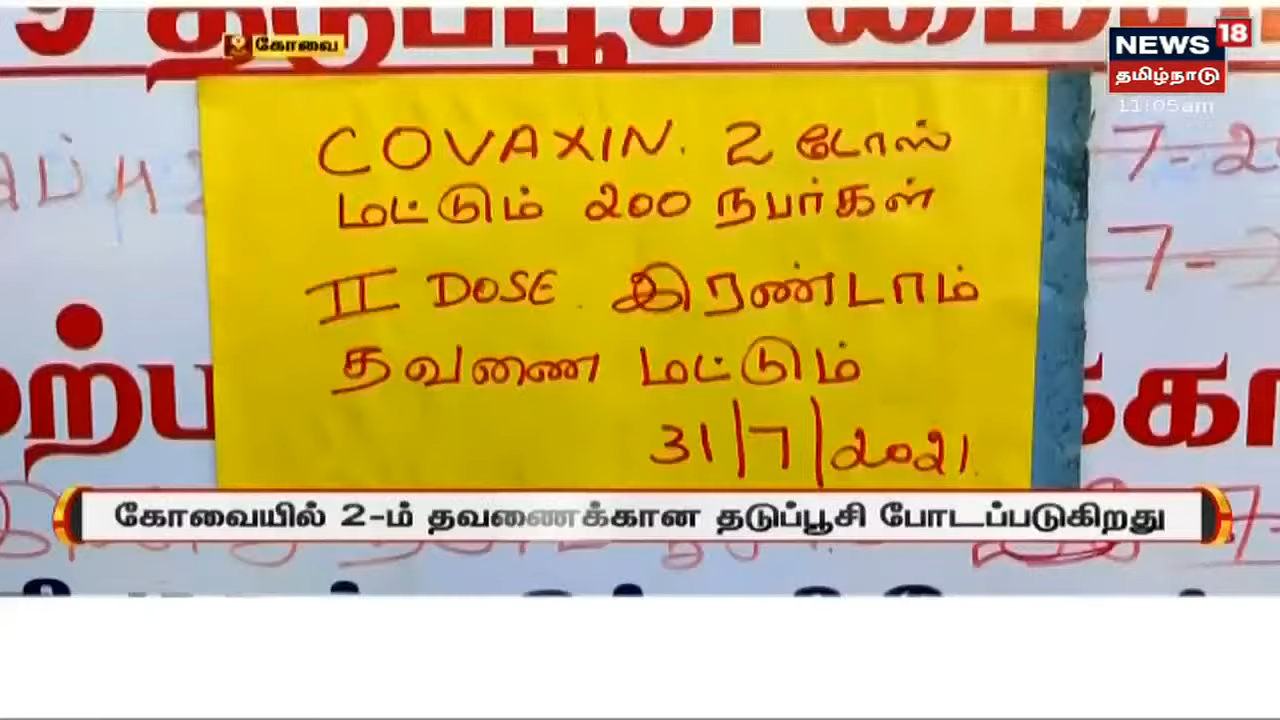 தடுப்பூசி மைய
கோவை
NEWS 18
தமிழ்நாடு
11:05am
COVAXIN. 2 டோஸ்
மட்டும் 200 நபர்கள்
II DOSE. இரண்டாம்
தவணை மட்டும்
31/7/2021.
கோவையில் 2-ம் தவணைக்கான தடுப்பூசி போடப்படுகிறது